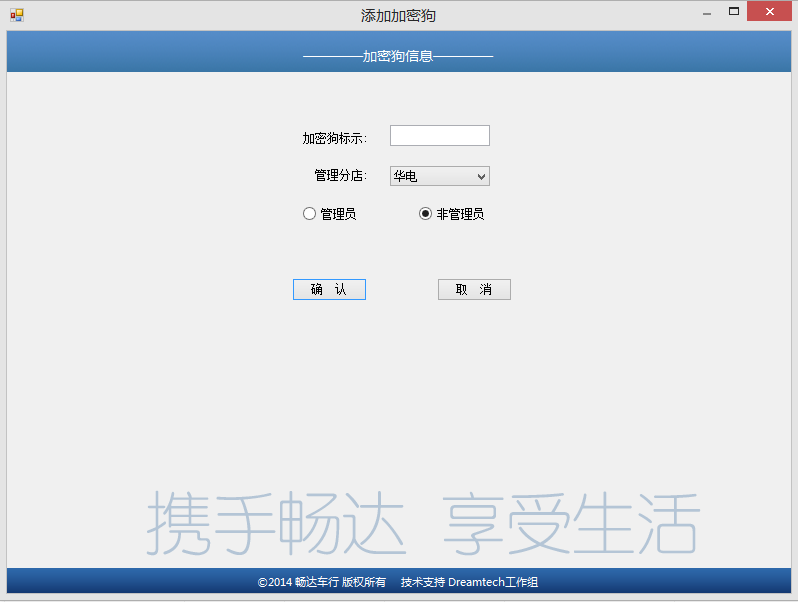 添加加密狗
加密狗信息
加密狗标示：
管理分店： 华电
管理员 非管理员
确 认 取 消
携手畅达 享受生活
©2014 畅达车行 版权所有 技术支持 Dreamtech工作组